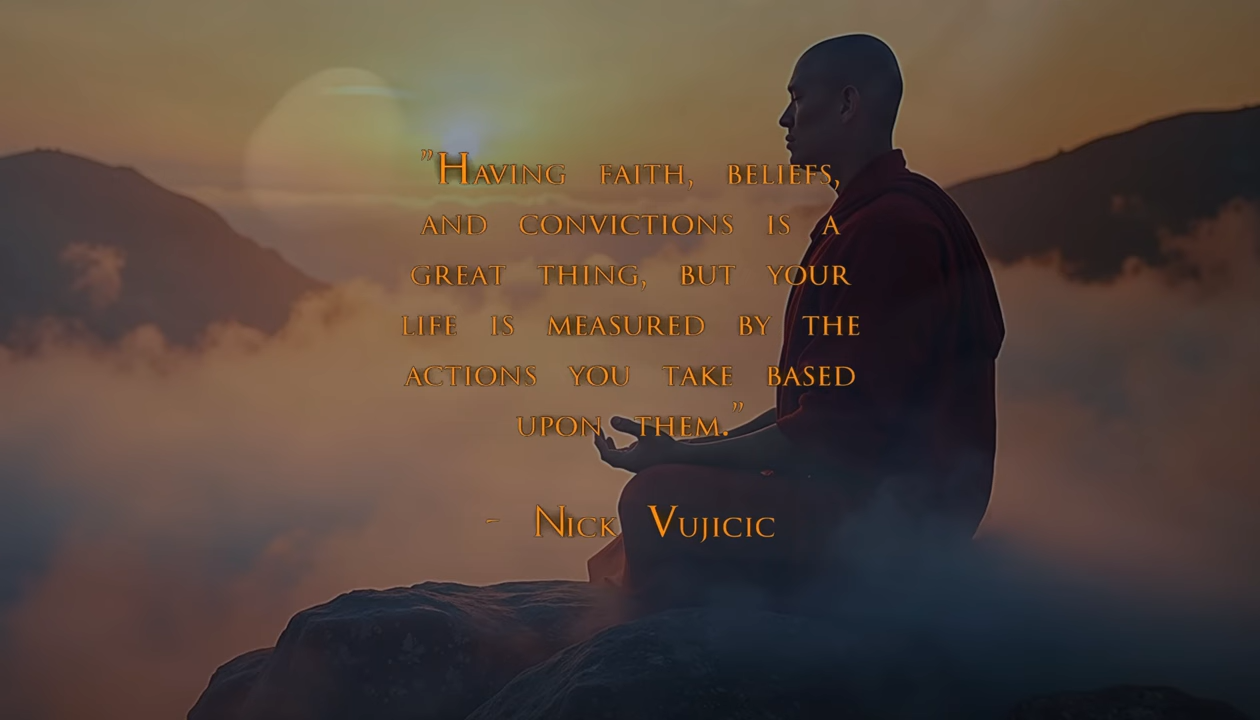 "Having faith, beliefs,
and convictions is a
great thing, but your
life is measured by the
actions you take based
upon them."
- Nick Vujicic